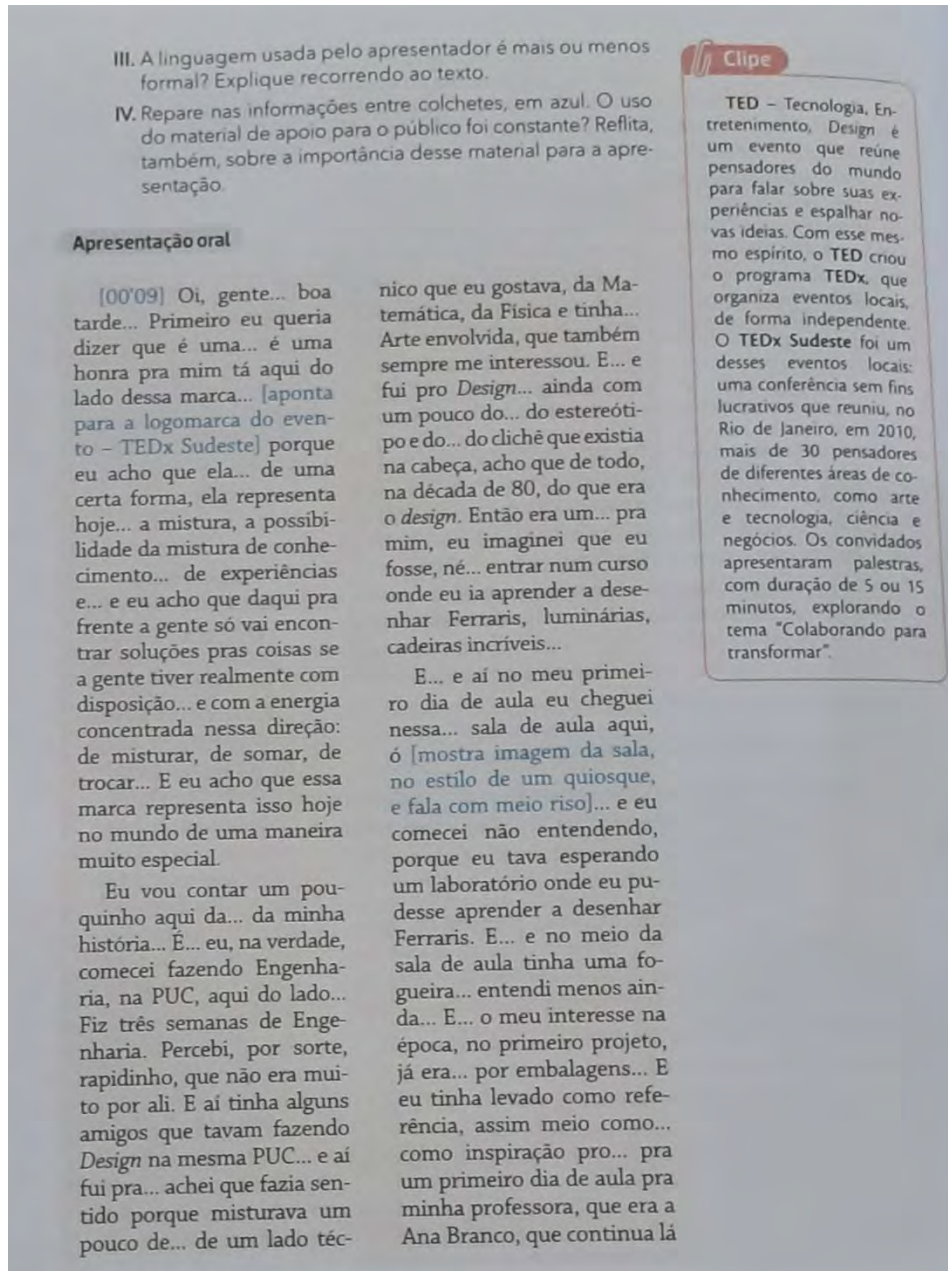 III. A linguagem usada pelo apresentador é mais ou menos
formal? Explique recorrendo ao texto.
IV. Repare nas informações entre colchetes, em azul. O uso
do material de apoio para o público foi constante? Reflita,
também, sobre a importância desse material para a apre-
sentação.
Apresentação oral
[00'09] Oi, gente... boa
tarde... Primeiro eu queria
dizer que é uma... é uma
honra pra mim tá aqui do
lado dessa marca... [aponta
para a logomarca do even-
to – TEDx Sudeste] porque
eu acho que ela... de uma
certa forma, ela representa
hoje... a mistura, a possibi-
lidade da mistura de conhe-
cimento... de experiências
e... e eu acho que daqui pra
frente a gente só vai encon-
trar soluções pras coisas se
a gente tiver realmente com
disposição... e com a energia
concentrada nessa direção:
de misturar, de somar, de
trocar... E eu acho que essa
marca representa isso hoje
no mundo de uma maneira
muito especial.
Eu vou contar um pou-
quinho aqui da... da minha
história... É... eu, na verdade,
comecei fazendo Engenha-
ria, na PUC, aqui do lado...
Fiz três semanas de Enge-
nharia. Percebi, por sorte,
rapidinho, que não era mui-
to por ali. E aí tinha alguns
amigos que tavam fazendo
Design na mesma PUC... e aí
fui pra... achei que fazia sen-
tido porque misturava um
pouco de... de um lado téc-
nico que eu gostava, da Ma-
temática, da Física e tinha...
Arte envolvida, que também
sempre me interessou. E... e
fui pro Design... ainda com
um pouco do... do estereóti-
po e do... do clichê que existia
na cabeça, acho que de todo,
na década de 80, do que era
o design. Então era um... pra
mim, eu imaginei que eu
fosse, né... entrar num curso
onde eu ia aprender a dese-
nhar Ferraris, luminárias,
cadeiras incríveis...
E... e aí no meu primei-
ro dia de aula eu cheguei
nessa... sala de aula aqui,
ó [mostra imagem da sala,
no estilo de um quiosque,
e fala com meio riso]... e eu
comecei não entendendo,
porque eu tava esperando
um laboratório onde eu pu-
desse aprender a desenhar
Ferraris. E... e no meio da
sala de aula tinha uma fo-
gueira... entendi menos ain-
da... E... o meu interesse na
época, no primeiro projeto,
já era... por embalagens... E
eu tinha levado como refe-
rência, assim meio como...
como inspiração pro... pra
um primeiro dia de aula pra
minha professora, que era a
Ana Branco, que continua lá
Clipe
TED – Tecnologia, En-
tretenimento, Design é
um evento que reúne
pensadores do mundo
para falar sobre suas ex-
periências e espalhar no-
vas ideias. Com esse mes-
mo espírito, o TED criou
o programa TEDx, que
organiza eventos locais,
de forma independente.
O TEDx Sudeste foi um
desses eventos locais:
uma conferência sem fins
lucrativos que reuniu, no
Rio de Janeiro, em 2010,
mais de 30 pensadores
de diferentes áreas de co-
nhecimento, como arte
e tecnologia, ciência e
negócios. Os convidados
apresentaram palestras,
com duração de 5 ou 15
minutos, explorando o
tema "Colaborando para
transformar".